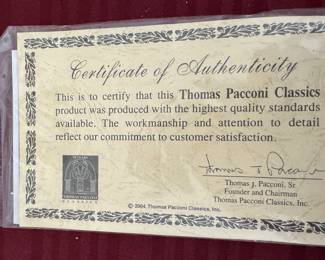 Certificate of Authenticity
This is to certify that this Thomas Pacconi Classics
product was produced with the highest quality standards
available. The workmanship and attention to detail
reflect our commitment to customer satisfaction.
Thomas J. Pacconi, Sr
Founder and Chairman
Thomas Pacconi Classics, Inc.
© 2004 Thomas Pacconi Classics, Inc.